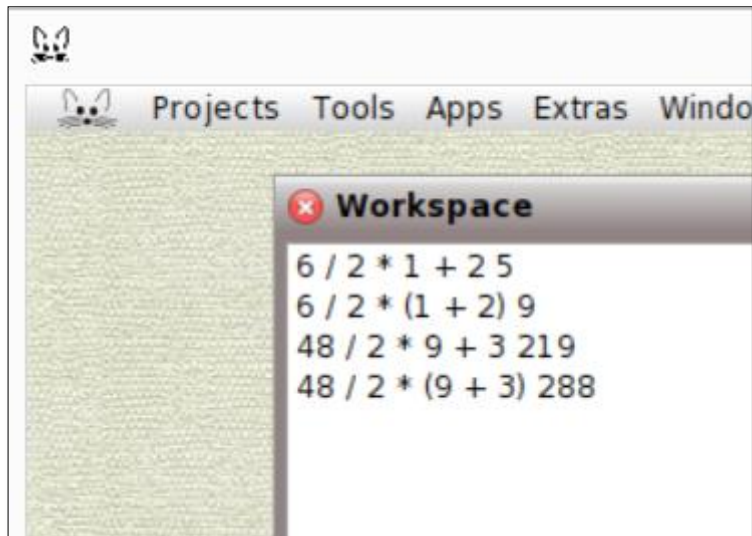 Projects Tools Apps Extras Windo
Workspace
6 / 2 * 1 + 2 5
6 / 2 * (1 + 2) 9
48 / 2 * 9 + 3 219
48 / 2 * (9 + 3) 288